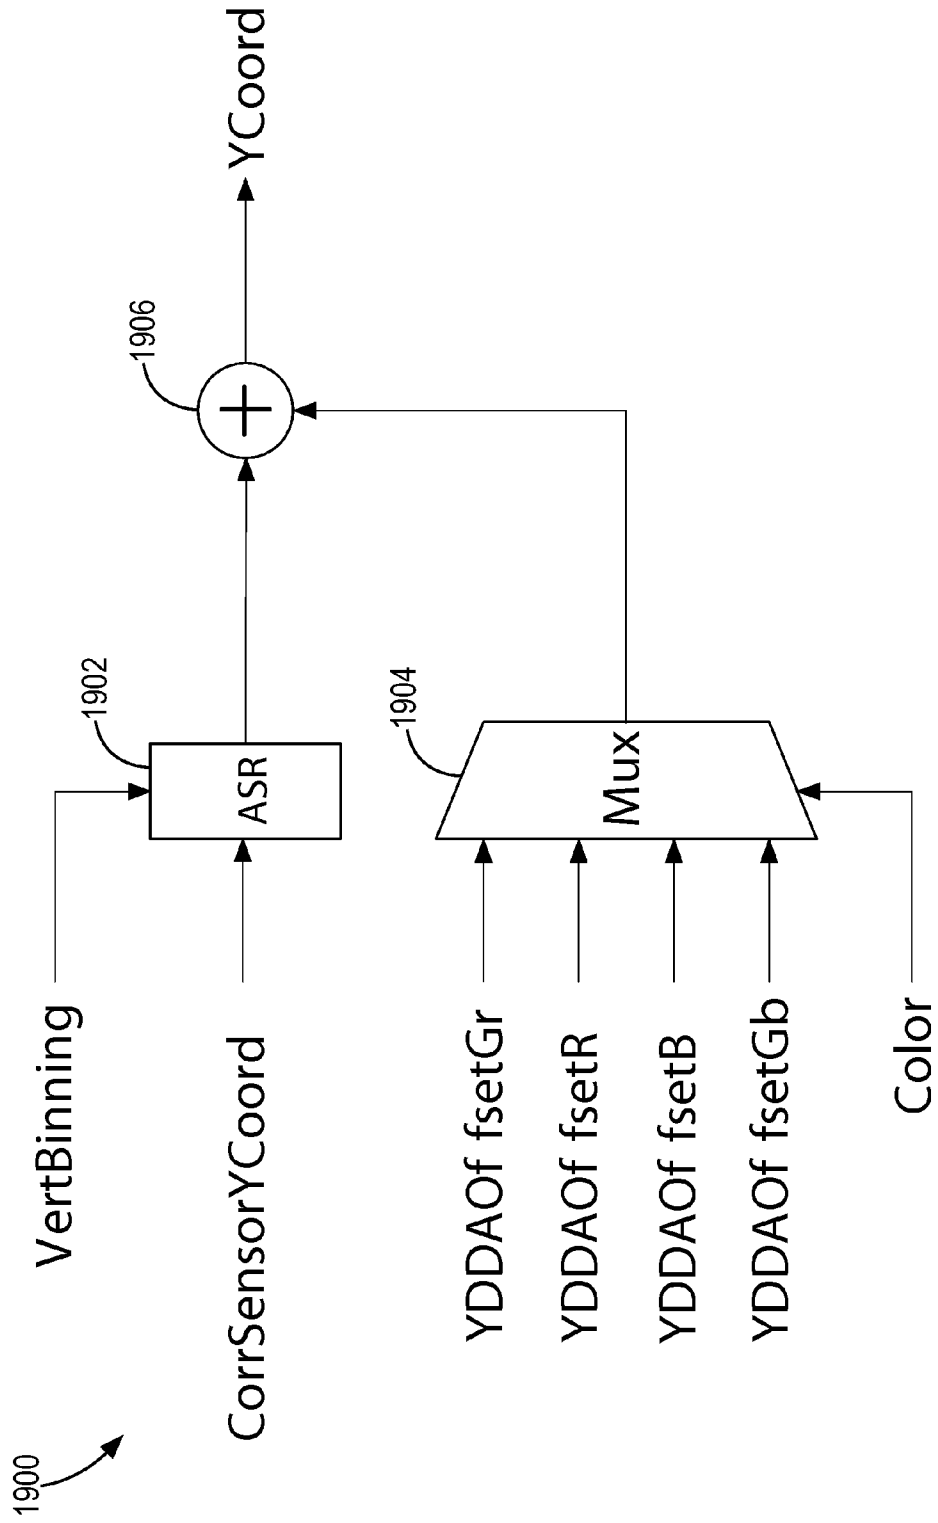 1900
VertBinning
CorrSensorYCoord
1902
ASR
1906
+
YCoord
YDDAOf fsetGr
YDDAOf fsetR
YDDAOf fsetB
YDDAOf fsetGb
1904
Mux
Color